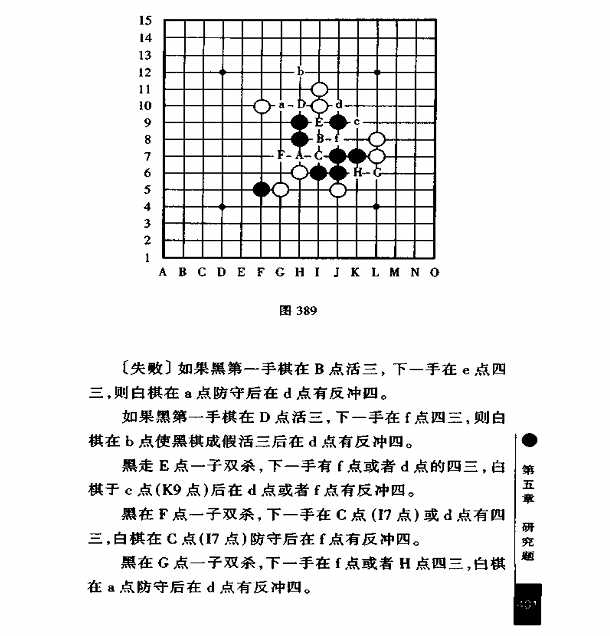 15
14
13
12 b
11
10 a D d
9 E c
8 B f
7 F A C
6 H G
5
4
3
2
1
A B C D E F G H I J K L M N O
图 389
〔失败〕如果黑第一手棋在 B 点活三，下一手在 e 点四
三，则白棋在 a 点防守后在 d 点有反冲四。
如果黑第一手棋在 D 点活三，下一手在 f 点四三，则白
棋在 b 点使黑棋成假活三后在 d 点有反冲四。
黑走 E 点一子双杀，下一手有 f 点或者 d 点的四三，白
棋于 c 点(K9 点)后在 d 点或者 f 点有反冲四。
黑在 F 点一子双杀，下一手在 C 点 (I7 点) 或 d 点有四
三，白棋在 C 点(I7 点)防守后在 f 点有反冲四。
黑在 G 点一子双杀，下一手在 f 点或者 H 点四三，白棋
在 a 点防守后在 d 点有反冲四。
第五章 研究题
491